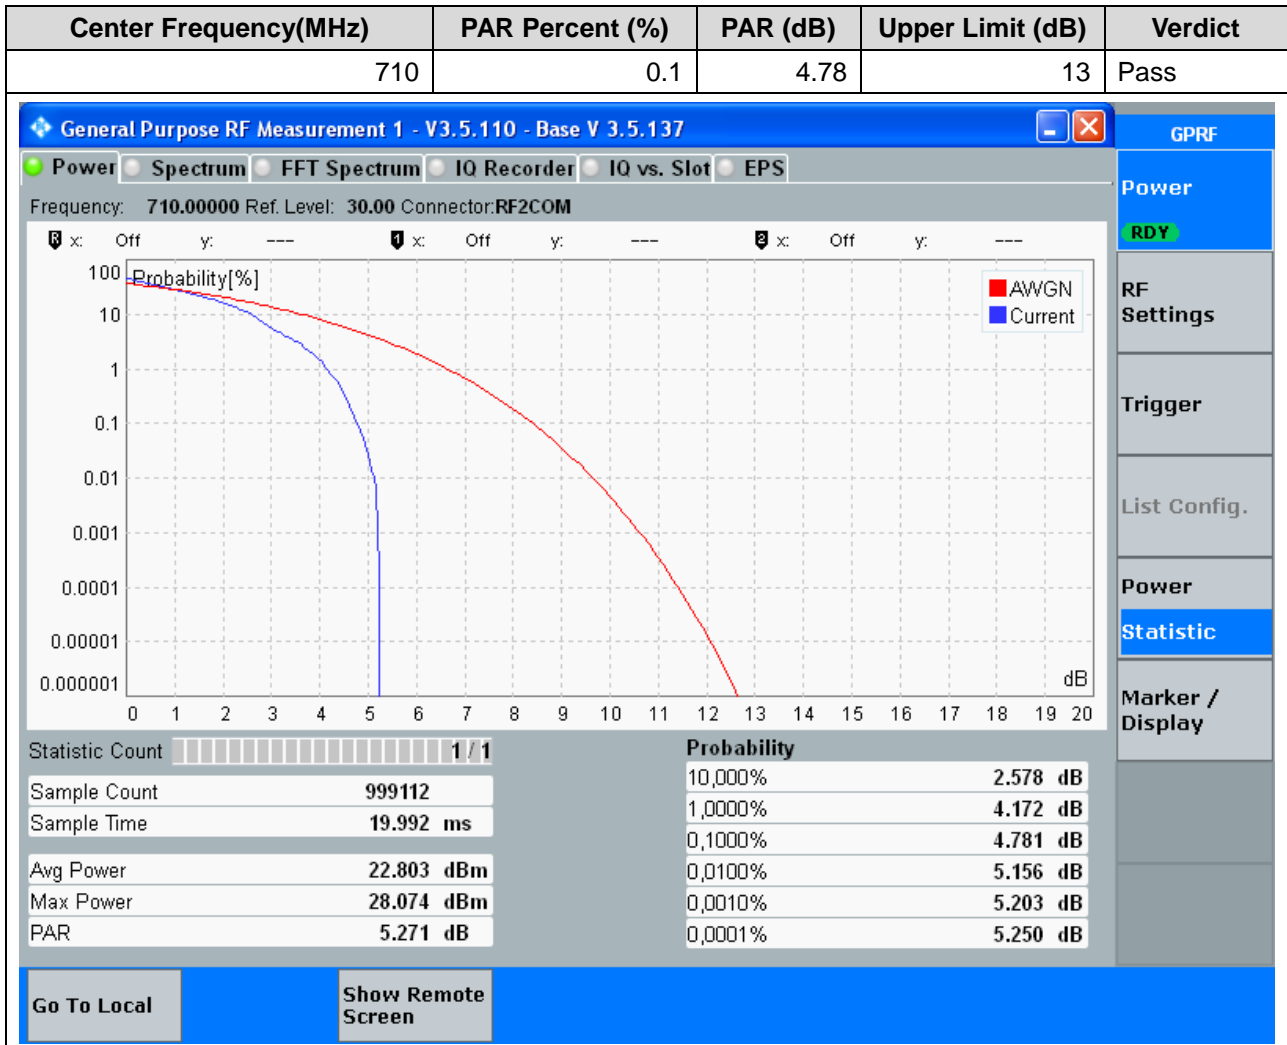 Center Frequency(MHz) PAR Percent (%) PAR (dB) Upper Limit (dB) Verdict
710 0.1 4.78 13 Pass
General Purpose RF Measurement 1 - V3.5.110 - Base V 3.5.137
GPRF
Power Spectrum FFT Spectrum IQ Recorder IQ vs. Slot EPS
Frequency: 710.00000 Ref. Level: 30.00 Connector:RF2COM
R x: Off y: --- 1 x: Off y: --- 2 x: Off y: ---
Probability[%]
AWGN
Current
100
10
1
0.1
0.01
0.001
0.0001
0.00001
0.000001
dB
0 1 2 3 4 5 6 7 8 9 10 11 12 13 14 15 16 17 18 19 20
Statistic Count 1 / 1
Sample Count 999112
Sample Time 19.992 ms
Avg Power 22.803 dBm
Max Power 28.074 dBm
PAR 5.271 dB
Probability
10,000% 2.578 dB
1,0000% 4.172 dB
0,1000% 4.781 dB
0,0100% 5.156 dB
0,0010% 5.203 dB
0,0001% 5.250 dB
Power
RDY
RF
Settings
Trigger
List Config.
Power
Statistic
Marker /
Display
Go To Local
Show Remote
Screen